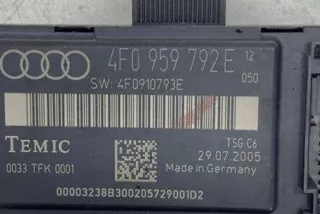 4F0 959 792E 12
050
SW: 4F0910793E
TEMIC
TSG C6
0033 TFK 0001
29.07.2005
Made in Germany
00003238B300205729001D2